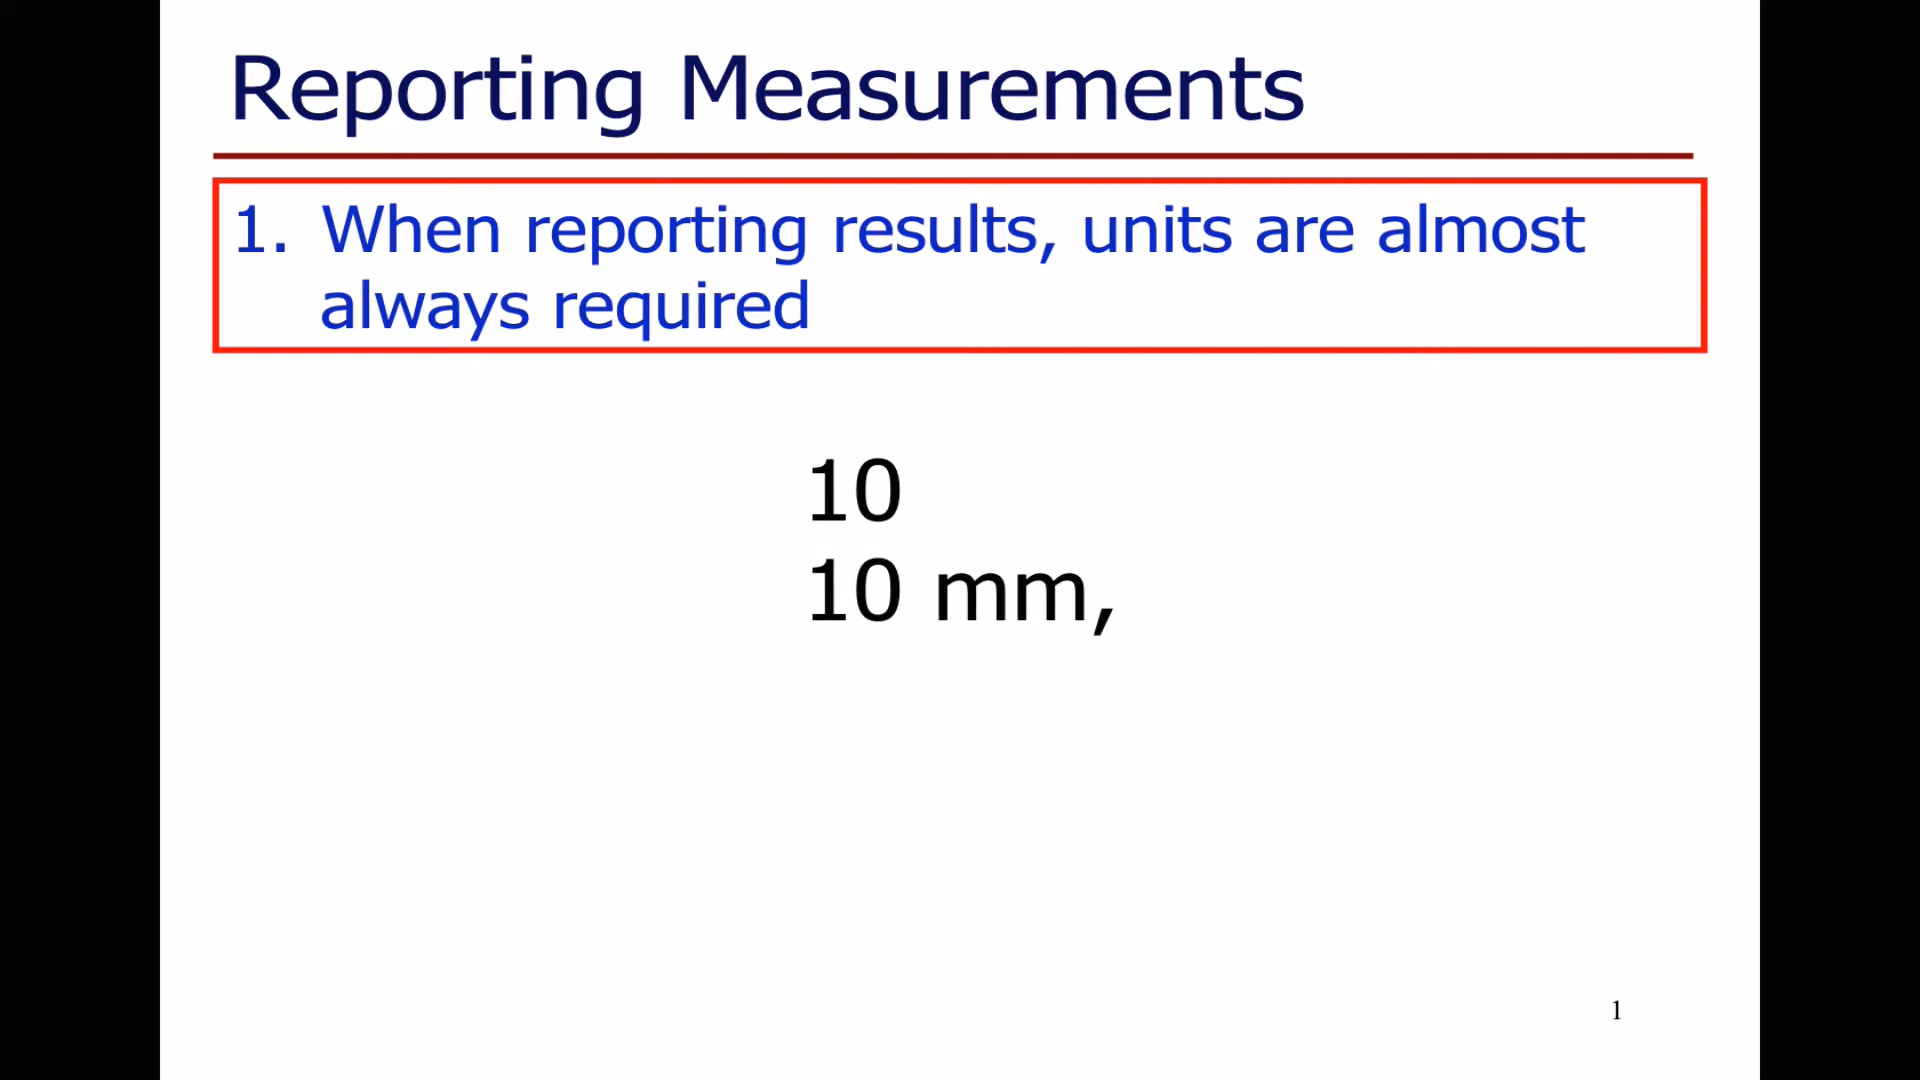 Reporting Measurements
1. When reporting results, units are almost
always required
10
10 mm,
1